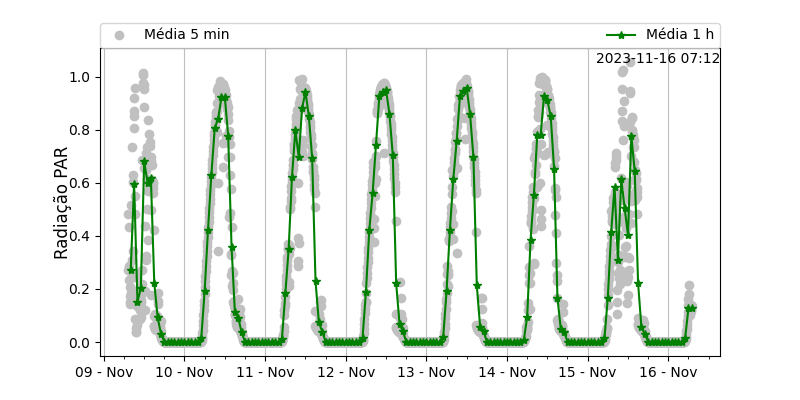 Média 5 min
Média 1 h
2023-11-16 07:12
Radiação PAR
1.0
0.8
0.6
0.4
0.2
0.0
09 - Nov
10 - Nov
11 - Nov
12 - Nov
13 - Nov
14 - Nov
15 - Nov
16 - Nov